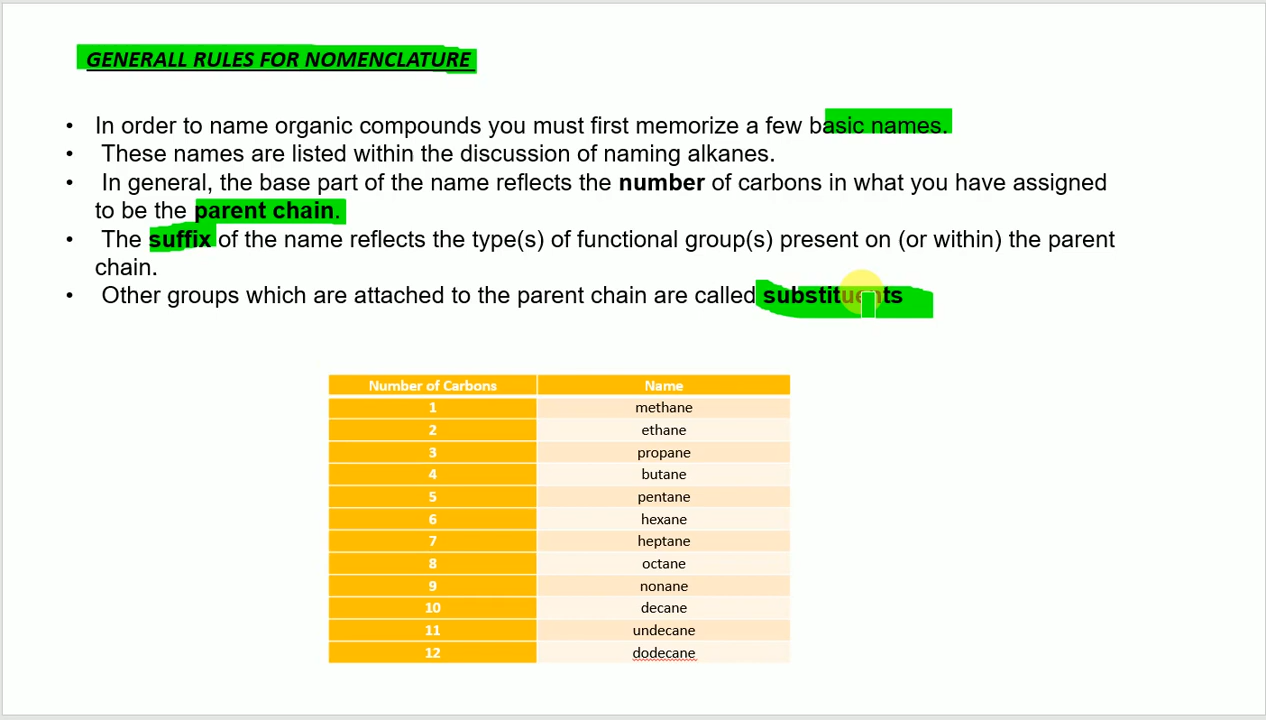 GENERALL RULES FOR NOMENCLATURE
• In order to name organic compounds you must first memorize a few basic names.
• These names are listed within the discussion of naming alkanes.
• In general, the base part of the name reflects the number of carbons in what you have assigned
to be the parent chain.
• The suffix of the name reflects the type(s) of functional group(s) present on (or within) the parent
chain.
• Other groups which are attached to the parent chain are called substituents
Number of Carbons Name
1 methane
2 ethane
3 propane
4 butane
5 pentane
6 hexane
7 heptane
8 octane
9 nonane
10 decane
11 undecane
12 dodecane